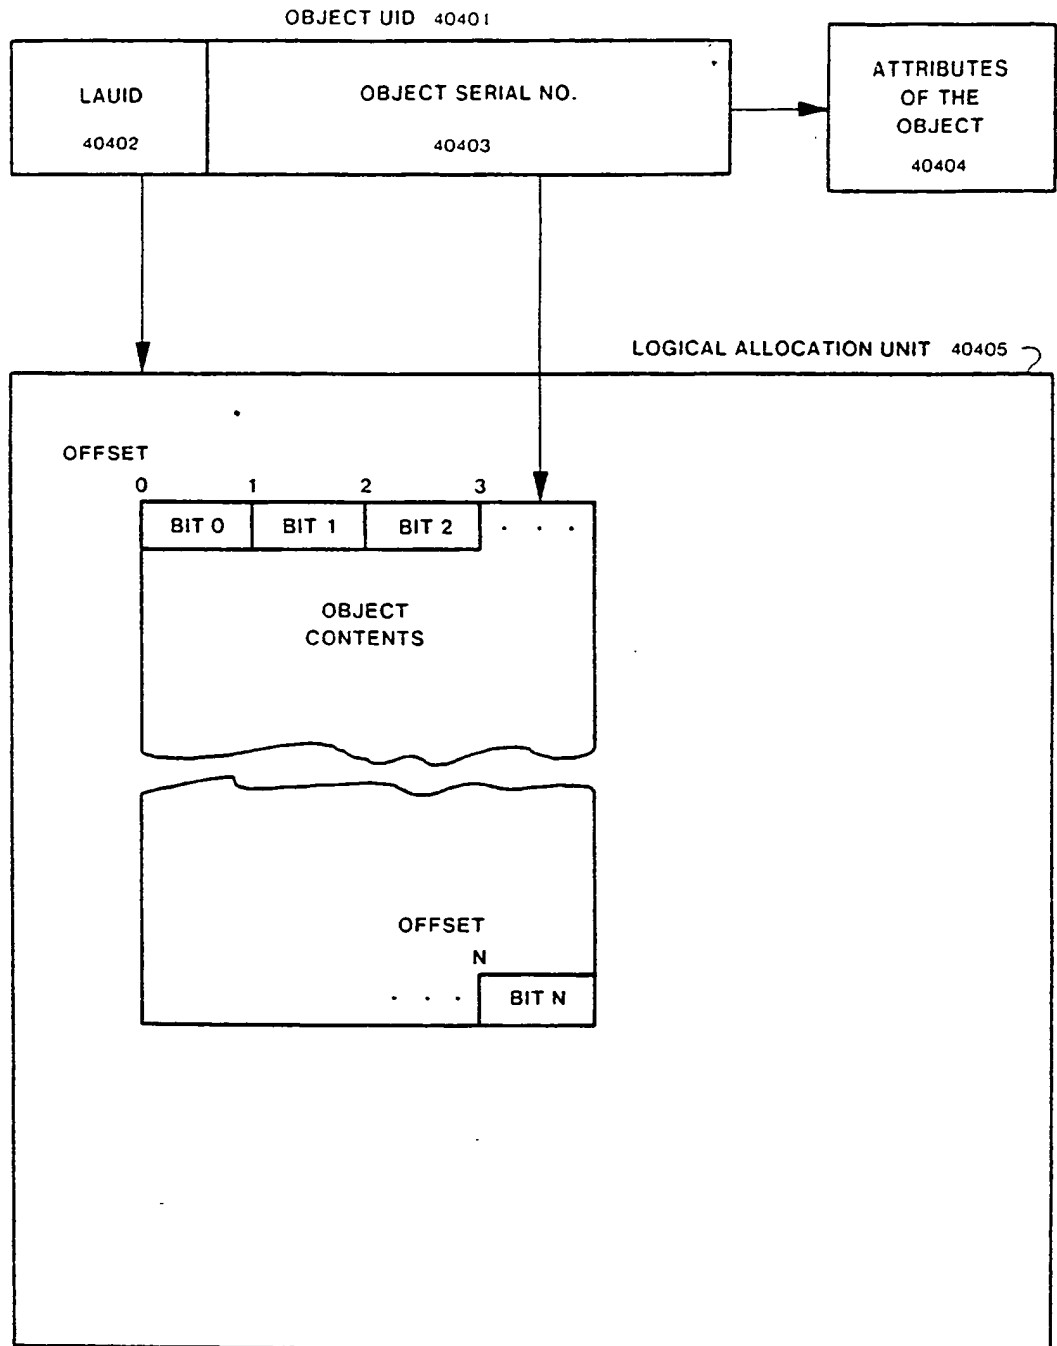 OBJECT UID 40401
LAUID
40402
OBJECT SERIAL NO.
40403
ATTRIBUTES
OF THE
OBJECT
40404
LOGICAL ALLOCATION UNIT 40405
OFFSET
0 1 2 3
BIT 0 BIT 1 BIT 2 . . .
OBJECT
CONTENTS
OFFSET
N
. . . BIT N